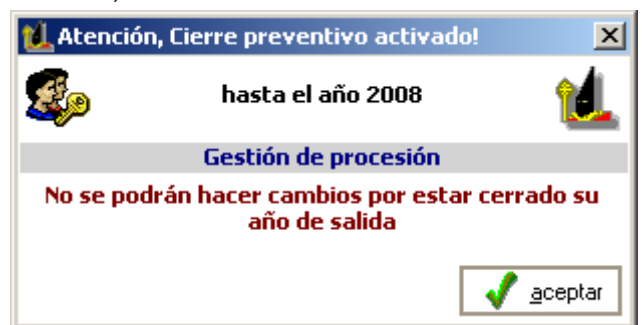 Atención, Cierre preventivo activado!
hasta el año 2008
Gestión de procesión
No se podrán hacer cambios por estar cerrado su
año de salida
aceptar